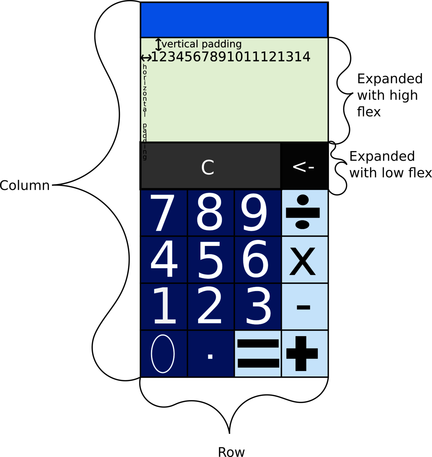 vertical padding
1234567891011121314
horizontal padding
Expanded
with high
flex
C <-
Expanded
with low flex
Column
7 8 9 ÷
4 5 6 x
1 2 3 -
0 . = +
Row